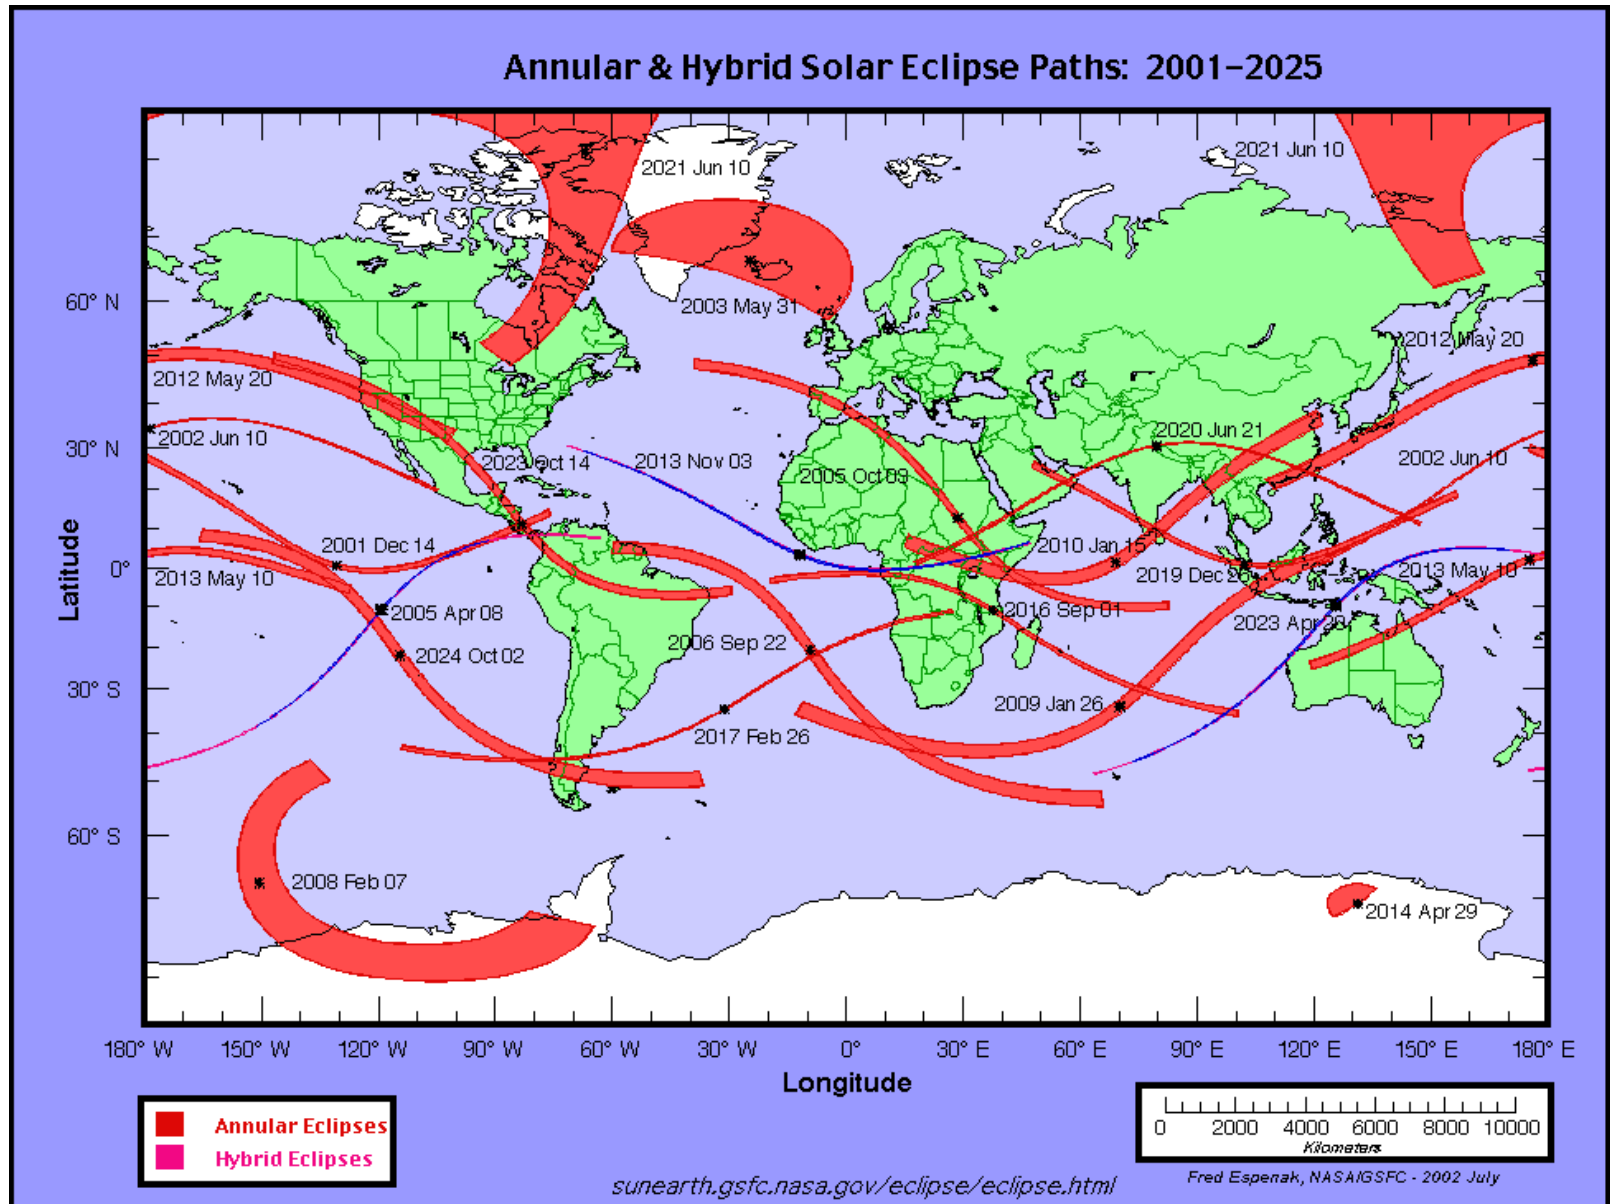 Annular & Hybrid Solar Eclipse Paths: 2001–2025
2021 Jun 10
2021 Jun 10
2003 May 31
60° N
2012 May 20
2012 May 20
2002 Jun 10
2020 Jun 21
30° N
2023 Oct 14
2013 Nov 03
2005 Oct 03
2002 Jun 10
2001 Dec 14
2010 Jan 15
0°
2013 May 10
2019 Dec 26
2013 May 10
Latitude
2005 Apr 08
2016 Sep 01
2023 Apr 20
2006 Sep 22
2024 Oct 02
30° S
2009 Jan 26
2017 Feb 26
60° S
2008 Feb 07
2014 Apr 29
180° W 150° W 120° W 90° W 60° W 30° W 0° 30° E 60° E 90° E 120° E 150° E 180° E
Longitude
Annular Eclipses
Hybrid Eclipses
0 2000 4000 6000 8000 10000
Kilometers
sunearth.gsfc.nasa.gov/eclipse/eclipse.html
Fred Espenak, NASA/GSFC - 2002 July